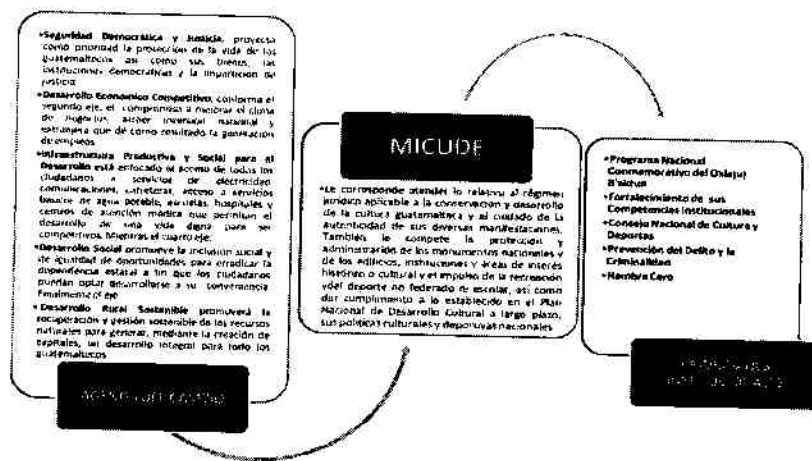 •Seguridad Democrática y Justicia, proyecta
como prioridad la protección de la vida de los
guatemaltecos así como sus bienes, las
instituciones democráticas y la impartición de
justicia
•Desarrollo Económico Competitivo, conforma el
segundo eje, el compromiso a mejorar el clima
de negocios, atraer inversión nacional y
extranjera que dé como resultado la generación
de empleos
•Infraestructura Productiva y Social para el
Desarrollo está enfocado al acceso de todos los
ciudadanos a servicios de electricidad,
comunicaciones, carreteras, acceso a servicios
básicos de agua potable, escuelas, hospitales y
centros de atención médica que permitan el
desarrollo de una vida digna para ser
competitivos. Mientras el cuarto eje,
•Desarrollo Social promueve la inclusión social y
de igualdad de oportunidades para erradicar la
dependencia estatal a fin que los ciudadanos
puedan optar desarrollarse a su conveniencia.
Finalmente el eje
•Desarrollo Rural Sostenible promoverá la
recuperación y gestión sostenible de los recursos
naturales para generar, mediante la creación de
capitales, un desarrollo integral para todo los
guatemaltecos
AGENDA DEL CAMBIO
MICUDE
•Le corresponde atender lo relativo al régimen
jurídico aplicable a la conservación y desarrollo
de la cultura guatemalteca y al cuidado de la
autenticidad de sus diversas manifestaciones.
También le compete la protección y
administración de los monumentos nacionales y
de los edificios, instituciones y áreas de interés
histórico o cultural y el impulso de la recreación
y del deporte no federado ni escolar, así como
dar cumplimiento a lo establecido en el Plan
Nacional de Desarrollo Cultural a largo plazo,
sus políticas culturales y deportivas nacionales
•Programa Nacional
Conmemorativo del Oxlajuj
B'aktun
•Fortalecimiento de sus
Competencias Institucionales
•Consejo Nacional de Cultura y
Deportes
•Prevención del Delito y la
Criminalidad
•Hambre Cero